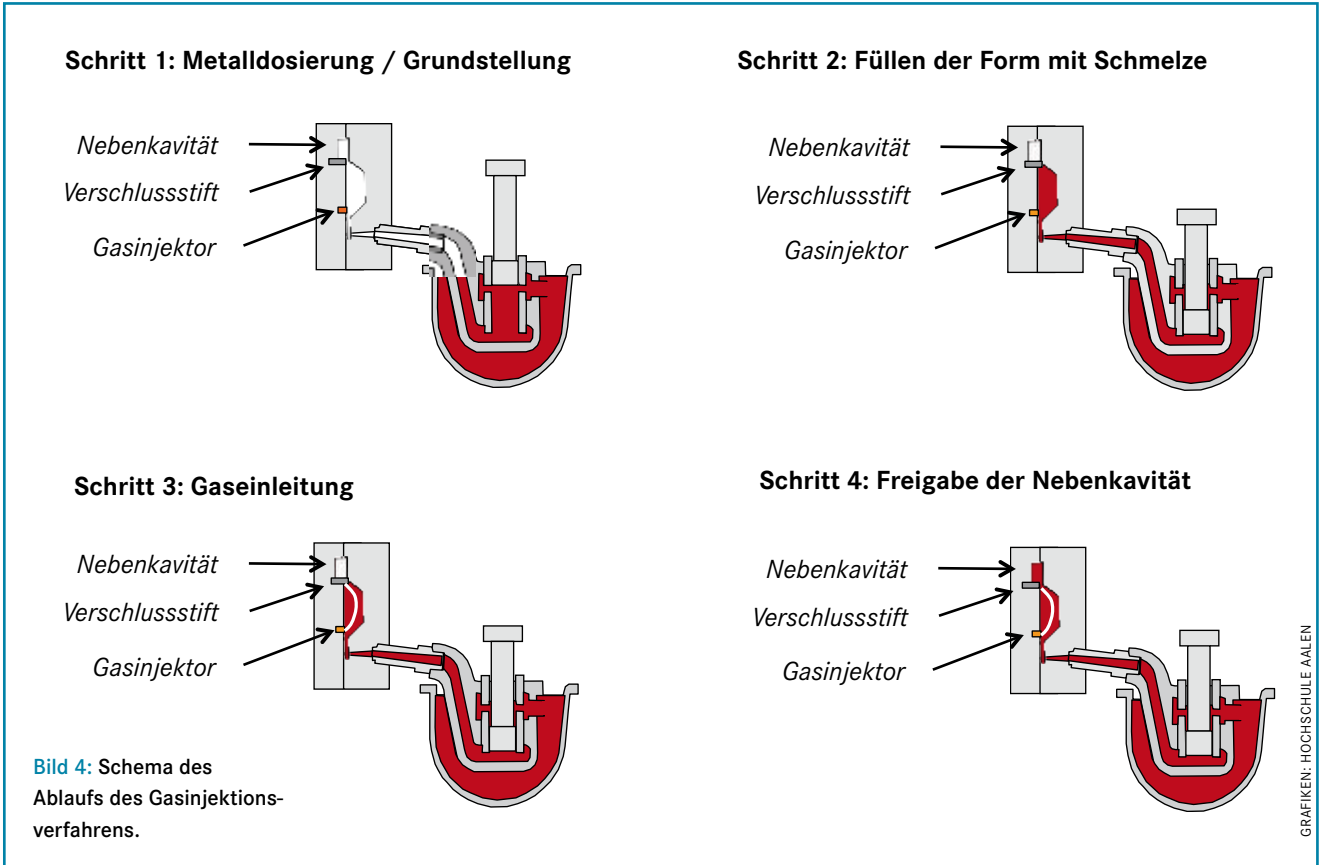 Schritt 1: Metalldosierung / Grundstellung
Nebenkavität
Verschlussstift
Gasinjektor
Schritt 2: Füllen der Form mit Schmelze
Nebenkavität
Verschlussstift
Gasinjektor
Schritt 3: Gaseinleitung
Nebenkavität
Verschlussstift
Gasinjektor
Schritt 4: Freigabe der Nebenkavität
Nebenkavität
Verschlussstift
Gasinjektor
Bild 4: Schema des
Ablaufs des Gasinjektions-
verfahrens.
GRAFIKEN: HOCHSCHULE AALEN